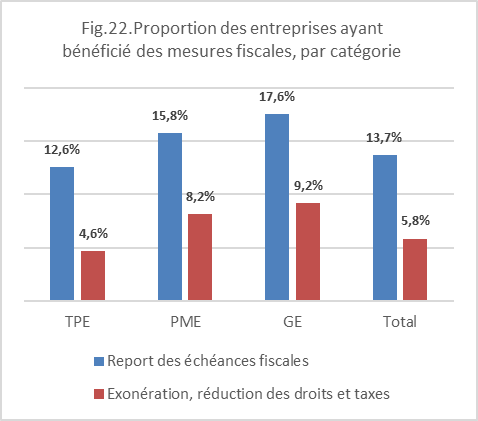 Fig.22.Proportion des entreprises ayant
bénéficié des mesures fiscales, par catégorie
17,6%
15,8%
13,7%
12,6%
9,2%
8,2%
5,8%
4,6%
TPE PME GE Total
Report des échéances fiscales
Exonération, réduction des droits et taxes